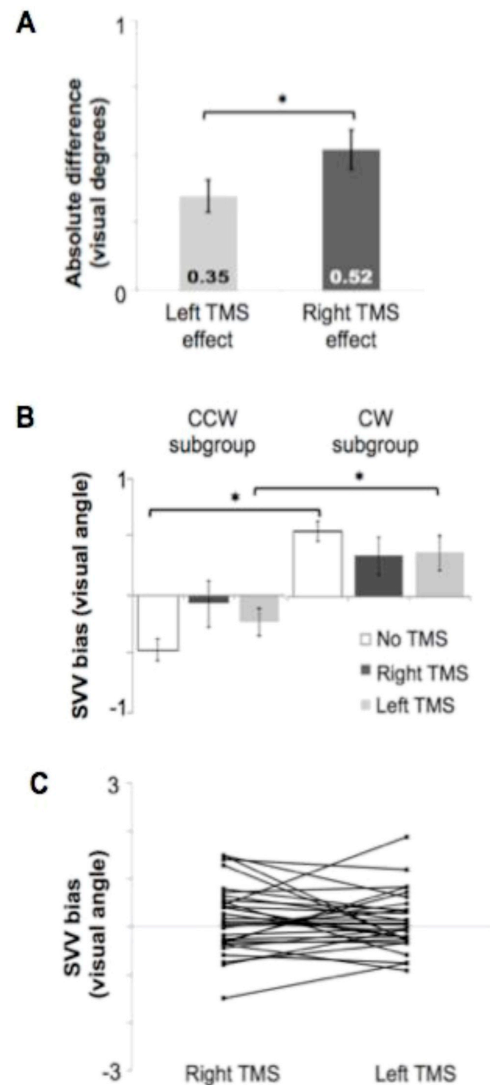 A
1
Absolute difference
(visual degrees)
*
0.35
0.52
0
Left TMS
effect
Right TMS
effect
B
CCW
subgroup
CW
subgroup
1
SVV bias (visual angle)
*
*
No TMS
Right TMS
Left TMS
-1
C
3
SVV bias
(visual angle)
-3
Right TMS
Left TMS